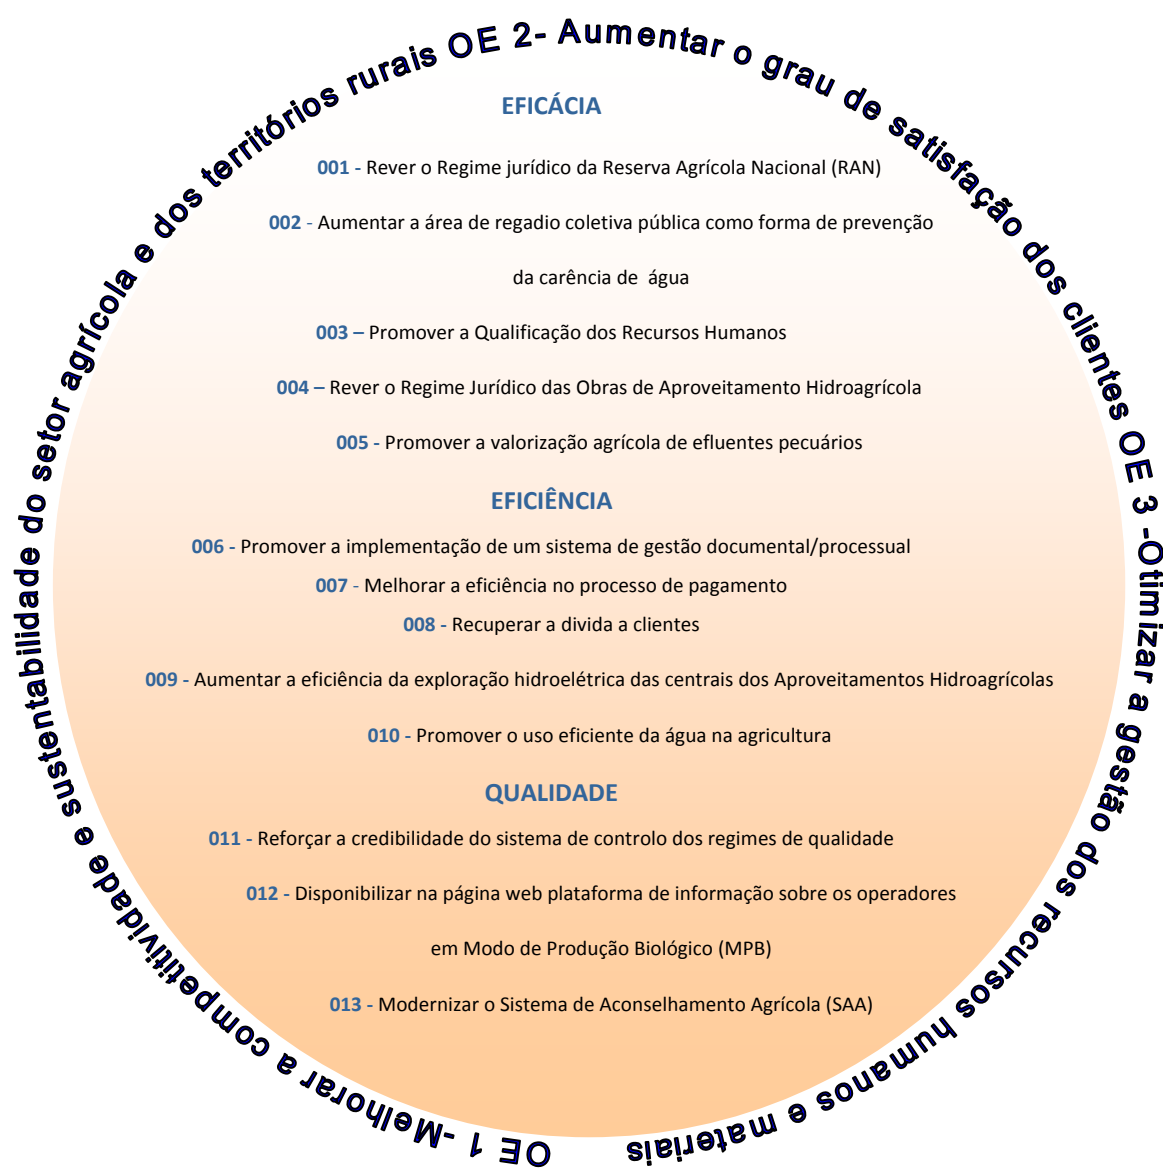 OE 1 -Melhorar a competitividade e sustentabilidade do setor agrícola e dos territórios rurais OE 2- Aumentar o grau de satisfação dos clientes OE 3 -Otimizar a gestão dos recursos humanos e materiais
EFICÁCIA
001 - Rever o Regime jurídico da Reserva Agrícola Nacional (RAN)
002 - Aumentar a área de regadio coletiva pública como forma de prevenção
da carência de água
003 – Promover a Qualificação dos Recursos Humanos
004 – Rever o Regime Jurídico das Obras de Aproveitamento Hidroagrícola
005 - Promover a valorização agrícola de efluentes pecuários
EFICIÊNCIA
006 - Promover a implementação de um sistema de gestão documental/processual
007 - Melhorar a eficiência no processo de pagamento
008 - Recuperar a divida a clientes
009 - Aumentar a eficiência da exploração hidroelétrica das centrais dos Aproveitamentos Hidroagrícolas
010 - Promover o uso eficiente da água na agricultura
QUALIDADE
011 - Reforçar a credibilidade do sistema de controlo dos regimes de qualidade
012 - Disponibilizar na página web plataforma de informação sobre os operadores
em Modo de Produção Biológico (MPB)
013 - Modernizar o Sistema de Aconselhamento Agrícola (SAA)